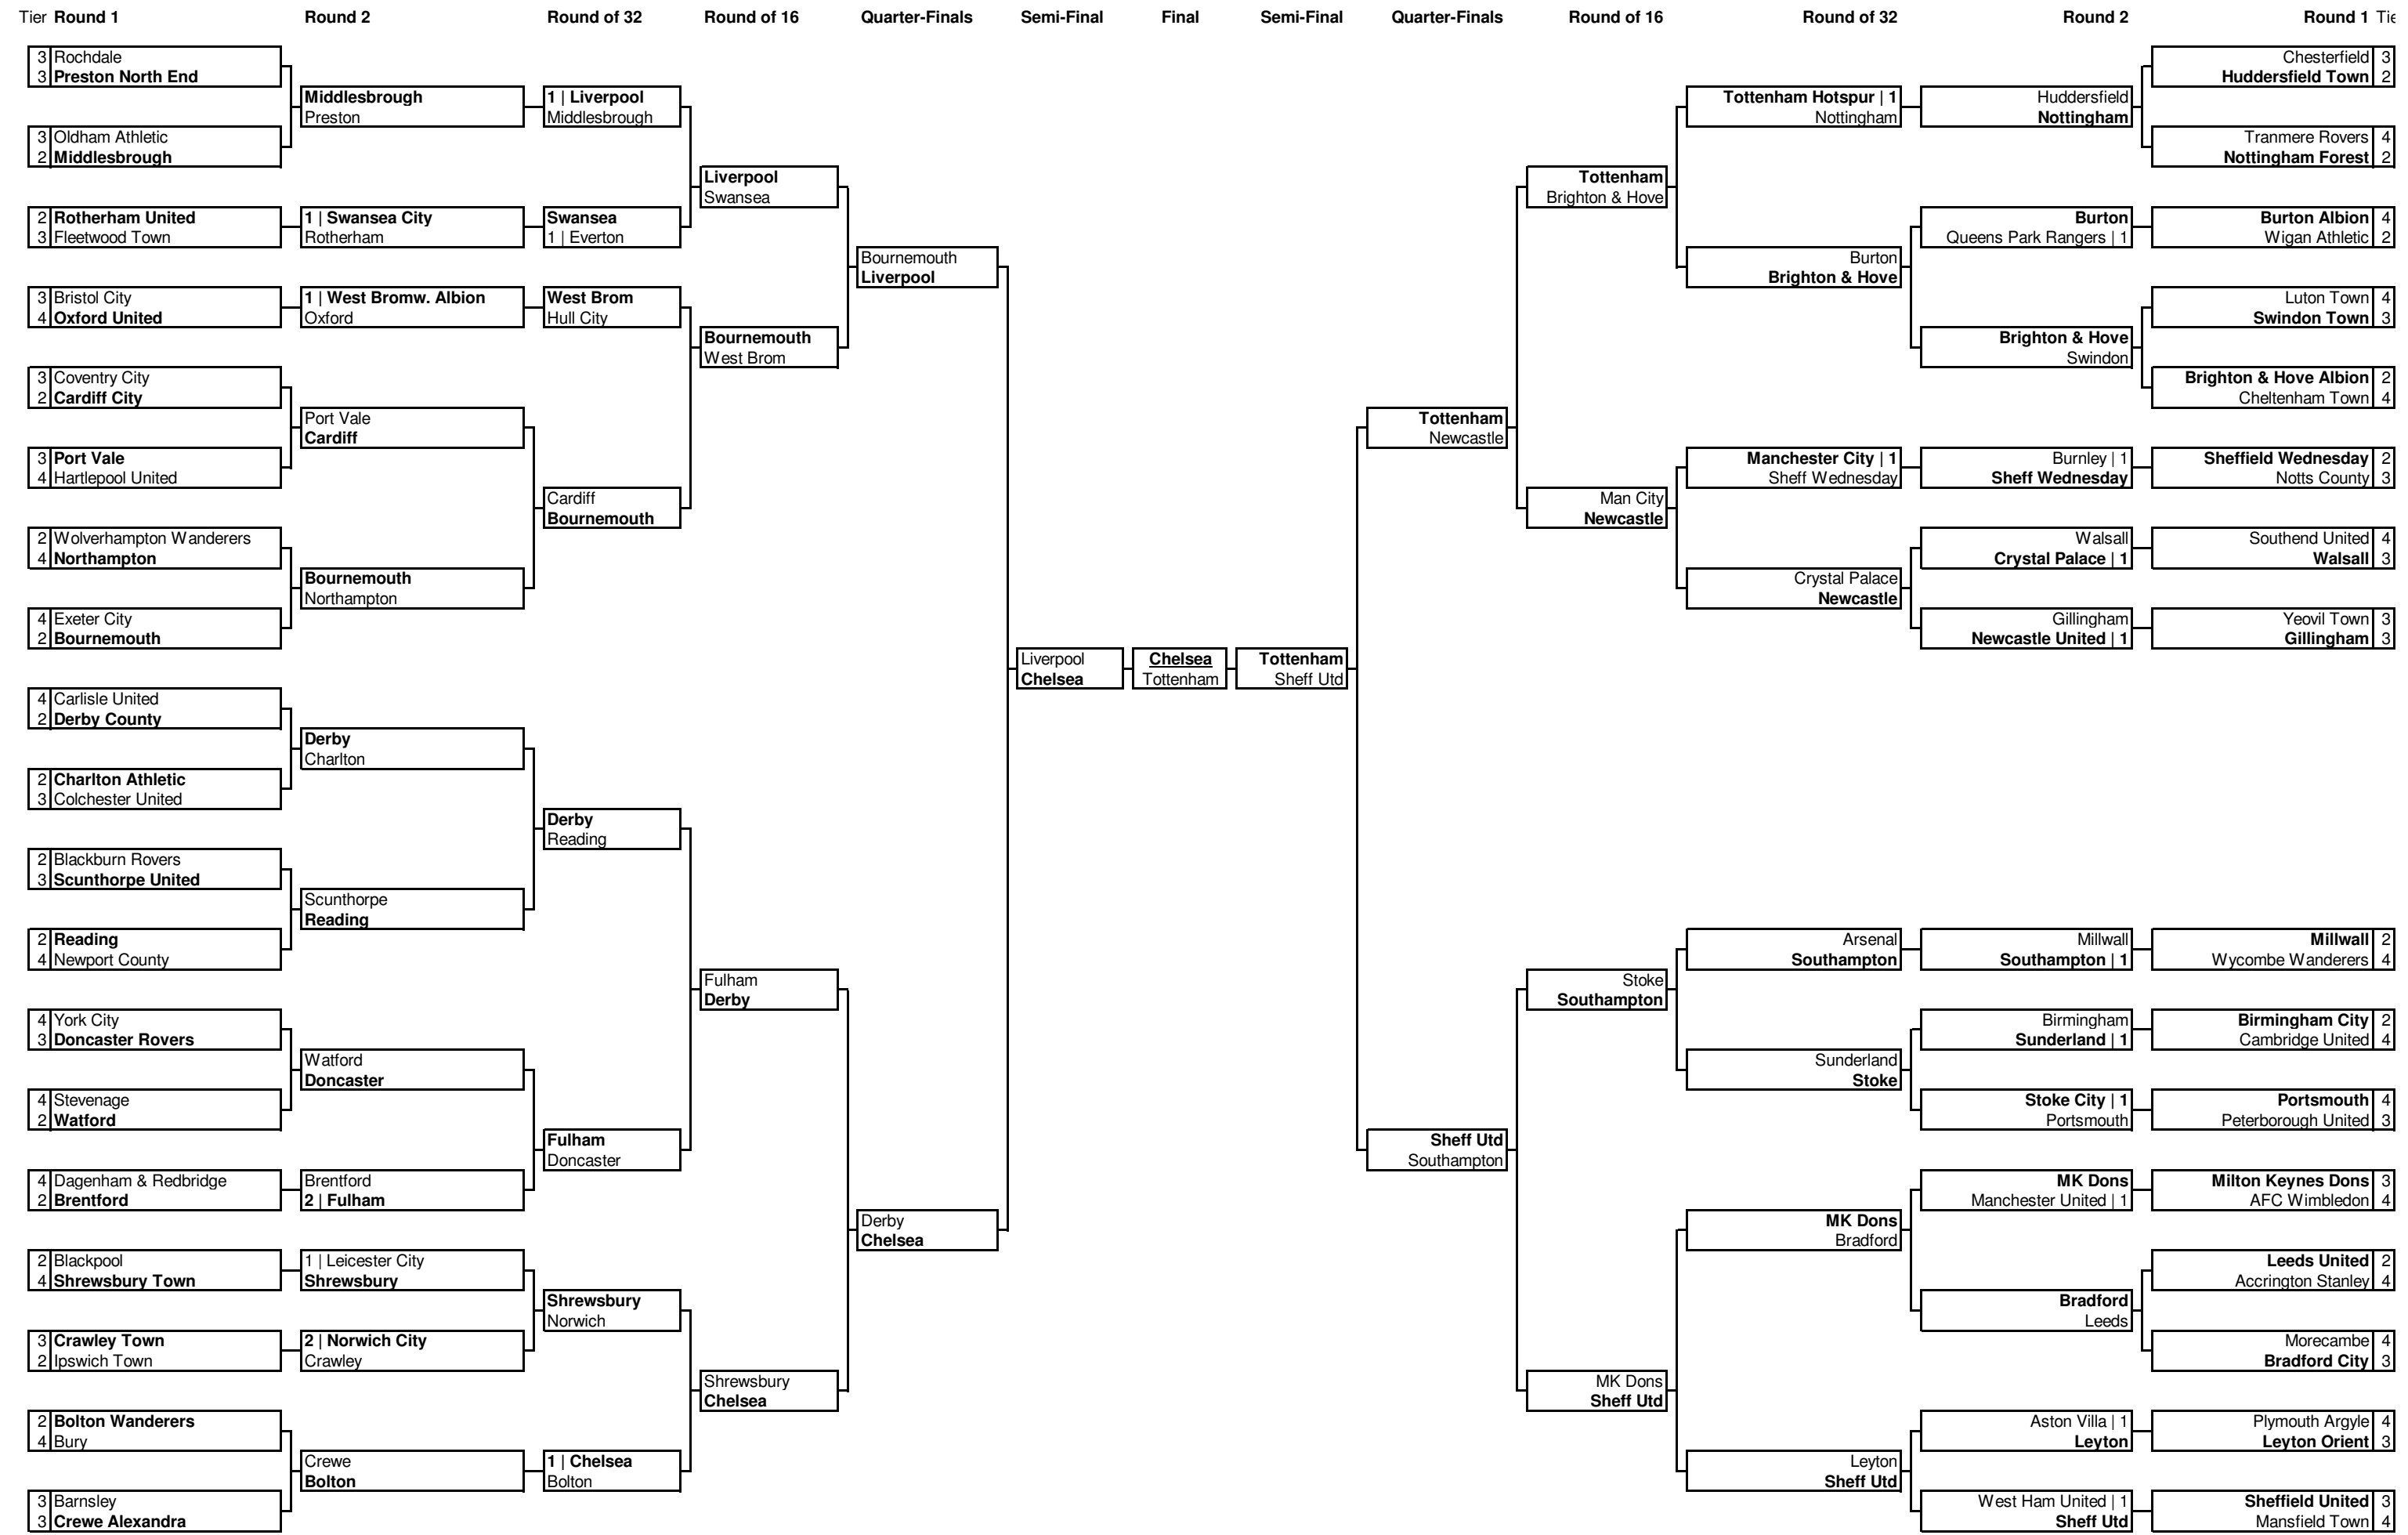 Tier Round 1 Round 2 Round of 32 Round of 16 Quarter-Finals Semi-Final Final Semi-Final Quarter-Finals Round of 16 Round of 32 Round 2 Round 1 Tie
3 Rochdale
3 Preston North End
3 Oldham Athletic
2 Middlesbrough
2 Rotherham United
3 Fleetwood Town
3 Bristol City
4 Oxford United
3 Coventry City
2 Cardiff City
3 Port Vale
4 Hartlepool United
2 Wolverhampton Wanderers
4 Northampton
4 Exeter City
2 Bournemouth
4 Carlisle United
2 Derby County
2 Charlton Athletic
3 Colchester United
2 Blackburn Rovers
3 Scunthorpe United
2 Reading
4 Newport County
4 York City
3 Doncaster Rovers
4 Stevenage
2 Watford
4 Dagenham & Redbridge
2 Brentford
2 Blackpool
4 Shrewsbury Town
3 Crawley Town
2 Ipswich Town
2 Bolton Wanderers
4 Bury
3 Barnsley
3 Crewe Alexandra
Middlesbrough
Preston
1 | Swansea City
Rotherham
1 | West Bromw. Albion
Oxford
Port Vale
Cardiff
Bournemouth
Northampton
Derby
Charlton
Scunthorpe
Reading
Watford
Doncaster
Brentford
2 | Fulham
1 | Leicester City
Shrewsbury
2 | Norwich City
Crawley
Crewe
Bolton
1 | Liverpool
Middlesbrough
Swansea
1 | Everton
West Brom
Hull City
Cardiff
Bournemouth
Derby
Reading
Fulham
Doncaster
Shrewsbury
Norwich
1 | Chelsea
Bolton
Liverpool
Swansea
Bournemouth
West Brom
Fulham
Derby
Shrewsbury
Chelsea
Bournemouth
Liverpool
Derby
Chelsea
Liverpool
Chelsea
Chelsea
Tottenham
Tottenham
Sheff Utd
Tottenham
Newcastle
Sheff Utd
Southampton
Tottenham
Brighton & Hove
Man City
Newcastle
Stoke
Southampton
MK Dons
Sheff Utd
Tottenham Hotspur | 1
Nottingham
Burton
Brighton & Hove
Manchester City | 1
Sheff Wednesday
Crystal Palace
Newcastle
Arsenal
Southampton
Sunderland
Stoke
MK Dons
Bradford
Leyton
Sheff Utd
Huddersfield
Nottingham
Burton
Queens Park Rangers | 1
Brighton & Hove
Swindon
Burnley | 1
Sheff Wednesday
Walsall
Crystal Palace | 1
Gillingham
Newcastle United | 1
Millwall
Southampton | 1
Birmingham
Sunderland | 1
Stoke City | 1
Portsmouth
MK Dons
Manchester United | 1
Bradford
Leeds
Aston Villa | 1
Leyton
West Ham United | 1
Sheff Utd
Chesterfield 3
Huddersfield Town 2
Tranmere Rovers 4
Nottingham Forest 2
Burton Albion 4
Wigan Athletic 2
Luton Town 4
Swindon Town 3
Brighton & Hove Albion 2
Cheltenham Town 4
Sheffield Wednesday 2
Notts County 3
Southend United 4
Walsall 3
Yeovil Town 3
Gillingham 3
Millwall 2
Wycombe Wanderers 4
Birmingham City 2
Cambridge United 4
Portsmouth 4
Peterborough United 3
Milton Keynes Dons 3
AFC Wimbledon 4
Leeds United 2
Accrington Stanley 4
Morecambe 4
Bradford City 3
Plymouth Argyle 4
Leyton Orient 3
Sheffield United 3
Mansfield Town 4